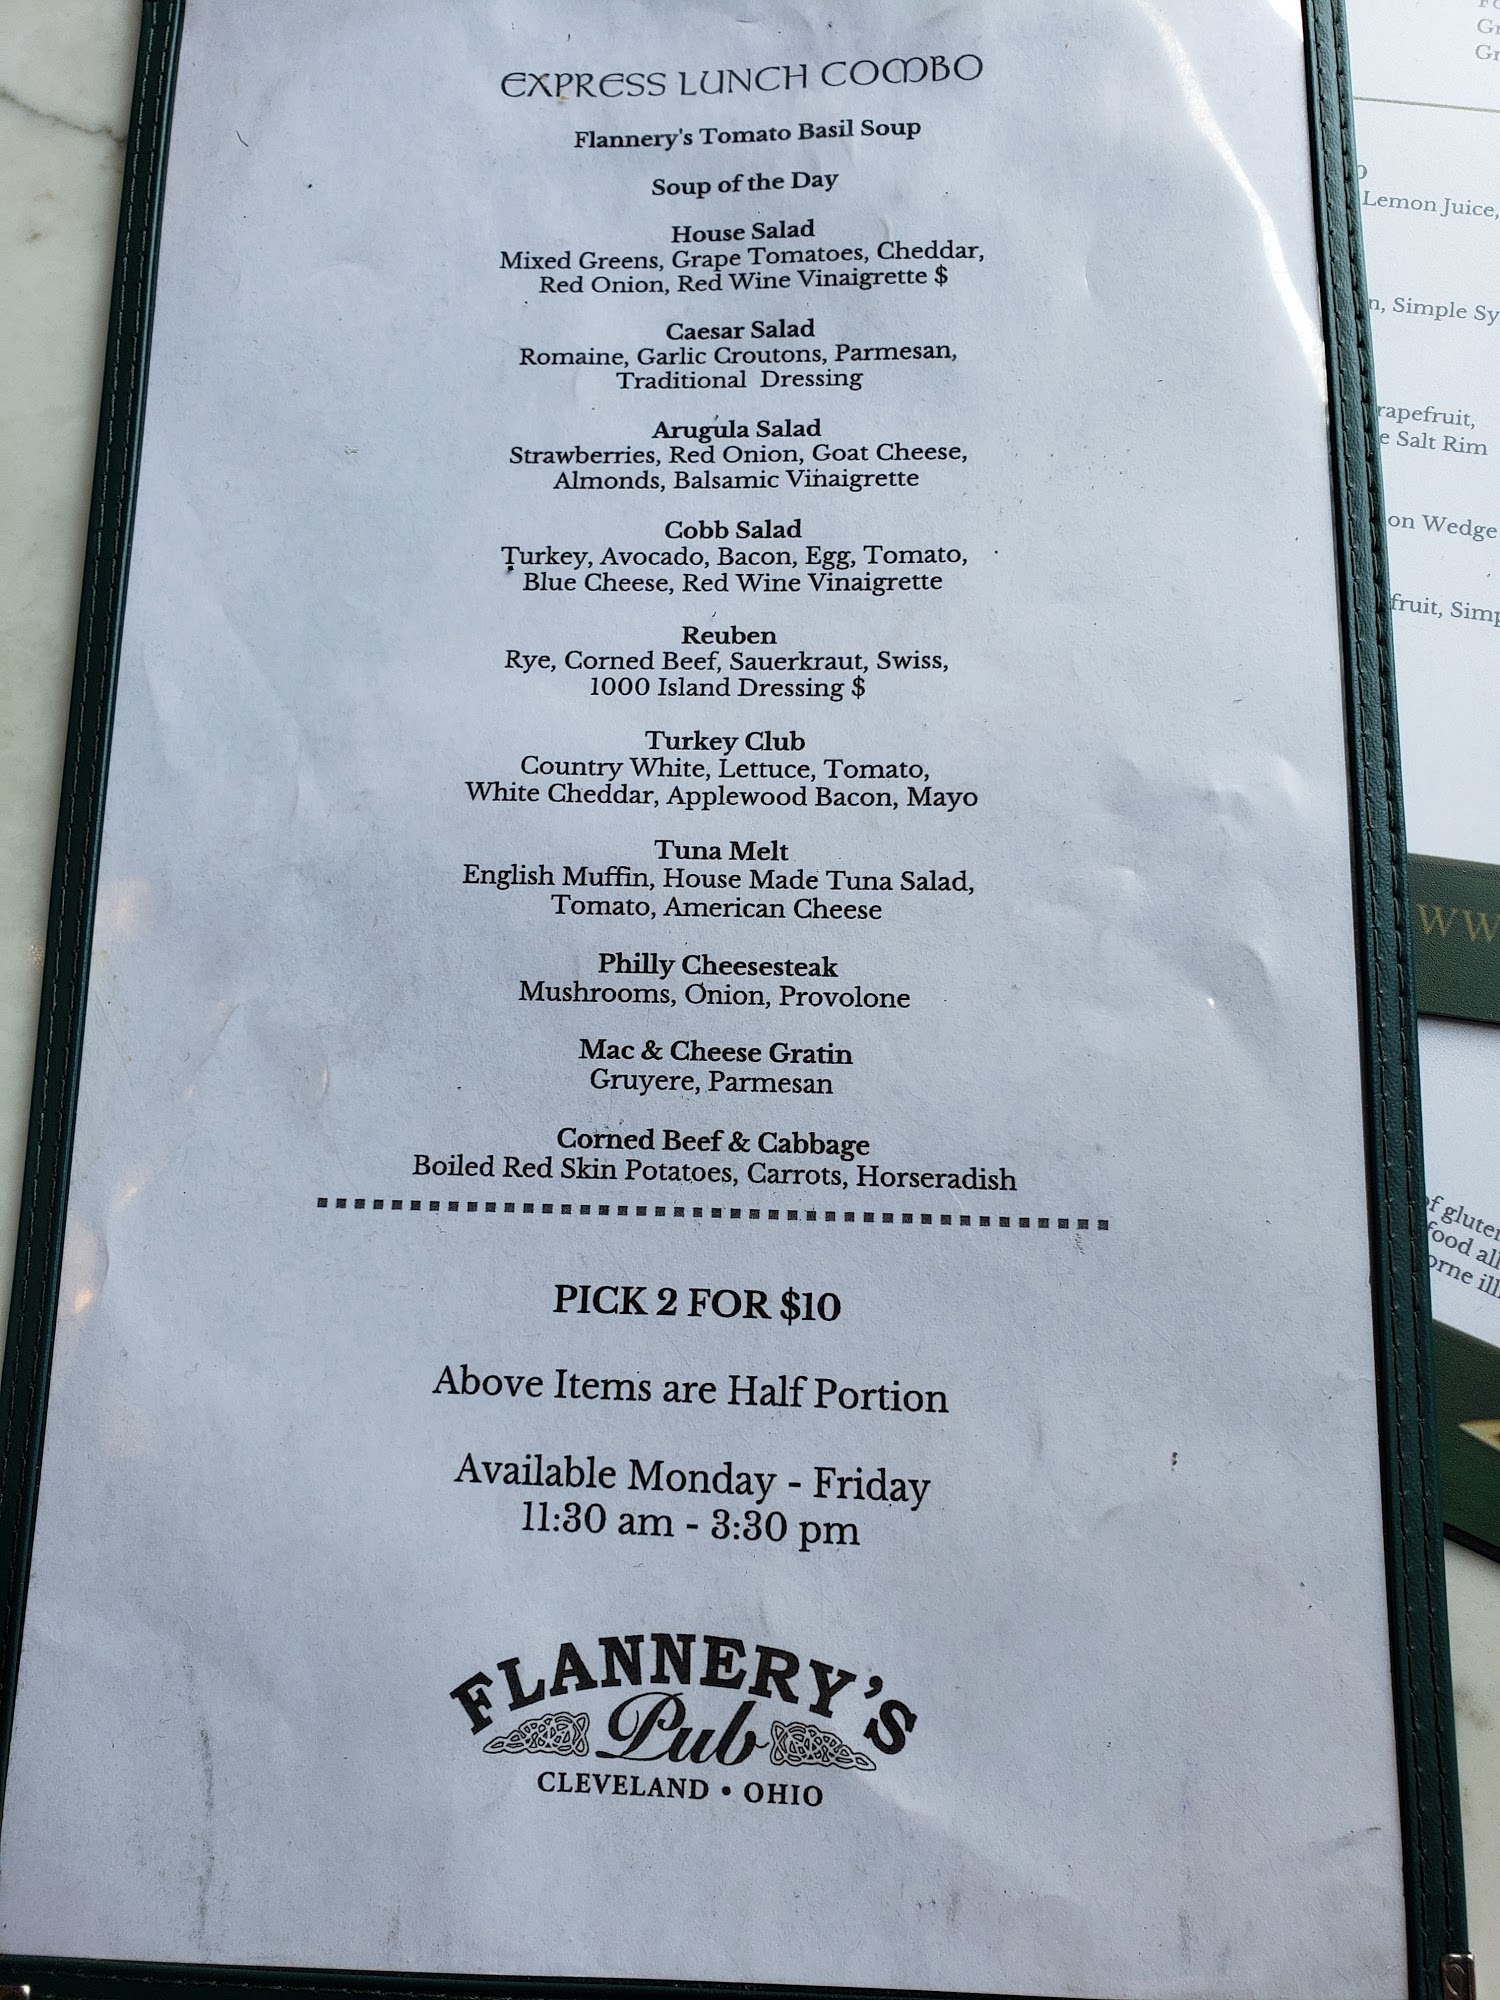 EXPRESS LUNCH COMBO
Flannery's Tomato Basil Soup
Soup of the Day
House Salad
Mixed Greens, Grape Tomatoes, Cheddar,
Red Onion, Red Wine Vinaigrette $
Caesar Salad
Romaine, Garlic Croutons, Parmesan,
Traditional Dressing
Arugula Salad
Strawberries, Red Onion, Goat Cheese,
Almonds, Balsamic Vinaigrette
Cobb Salad
Turkey, Avocado, Bacon, Egg, Tomato,
Blue Cheese, Red Wine Vinaigrette
Reuben
Rye, Corned Beef, Sauerkraut, Swiss,
1000 Island Dressing $
Turkey Club
Country White, Lettuce, Tomato,
White Cheddar, Applewood Bacon, Mayo
Tuna Melt
English Muffin, House Made Tuna Salad,
Tomato, American Cheese
Philly Cheesesteak
Mushrooms, Onion, Provolone
Mac & Cheese Gratin
Gruyere, Parmesan
Corned Beef & Cabbage
Boiled Red Skin Potatoes, Carrots, Horseradish
PICK 2 FOR $10
Above Items are Half Portion
Available Monday - Friday
11:30 am - 3:30 pm
FLANNERY'S
Pub
CLEVELAND • OHIO
Lemon Juice,
Simple
Salt Rim
Wedge